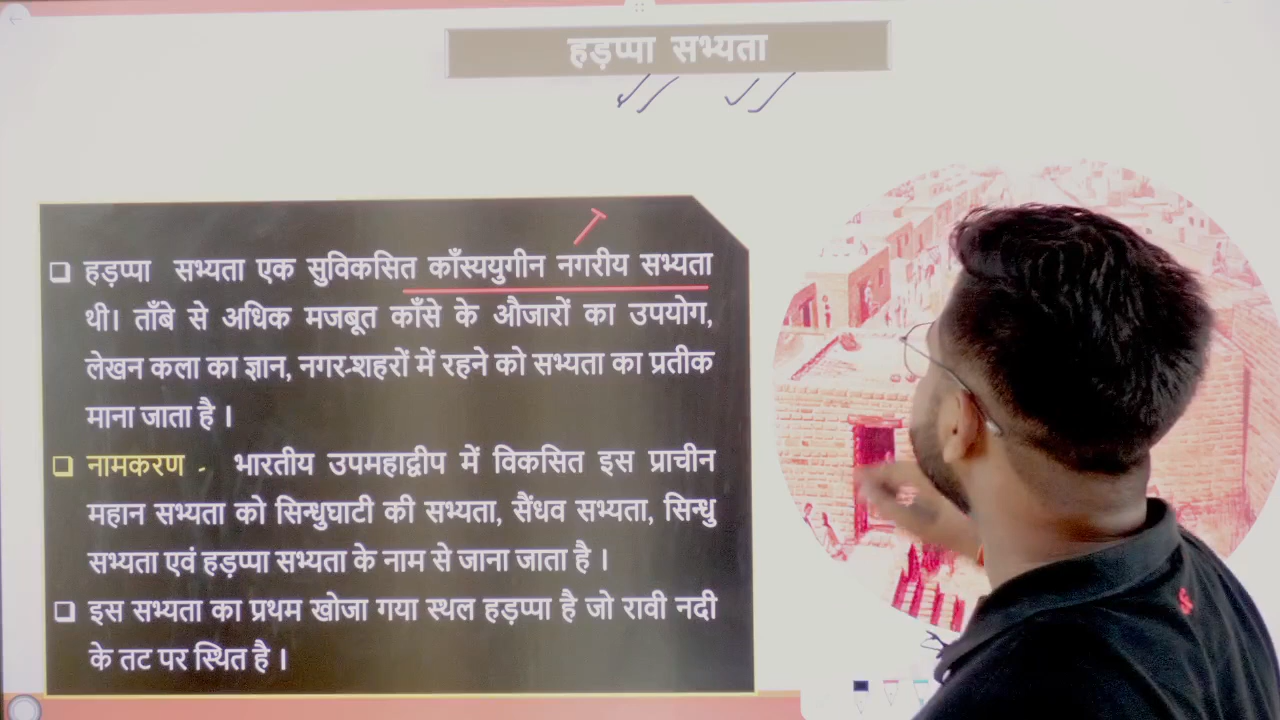 हड़प्पा सभ्यता
हड़प्पा सभ्यता एक सुविकसित काँस्ययुगीन नगरीय सभ्यता
थी। ताँबे से अधिक मजबूत काँसे के औजारों का उपयोग,
लेखन कला का ज्ञान, नगर-शहरों में रहने को सभ्यता का प्रतीक
माना जाता है ।
नामकरण - भारतीय उपमहाद्वीप में विकसित इस प्राचीन
महान सभ्यता को सिन्धुघाटी की सभ्यता, सैंधव सभ्यता, सिन्धु
सभ्यता एवं हड़प्पा सभ्यता के नाम से जाना जाता है ।
इस सभ्यता का प्रथम खोजा गया स्थल हड़प्पा है जो रावी नदी
के तट पर स्थित है ।